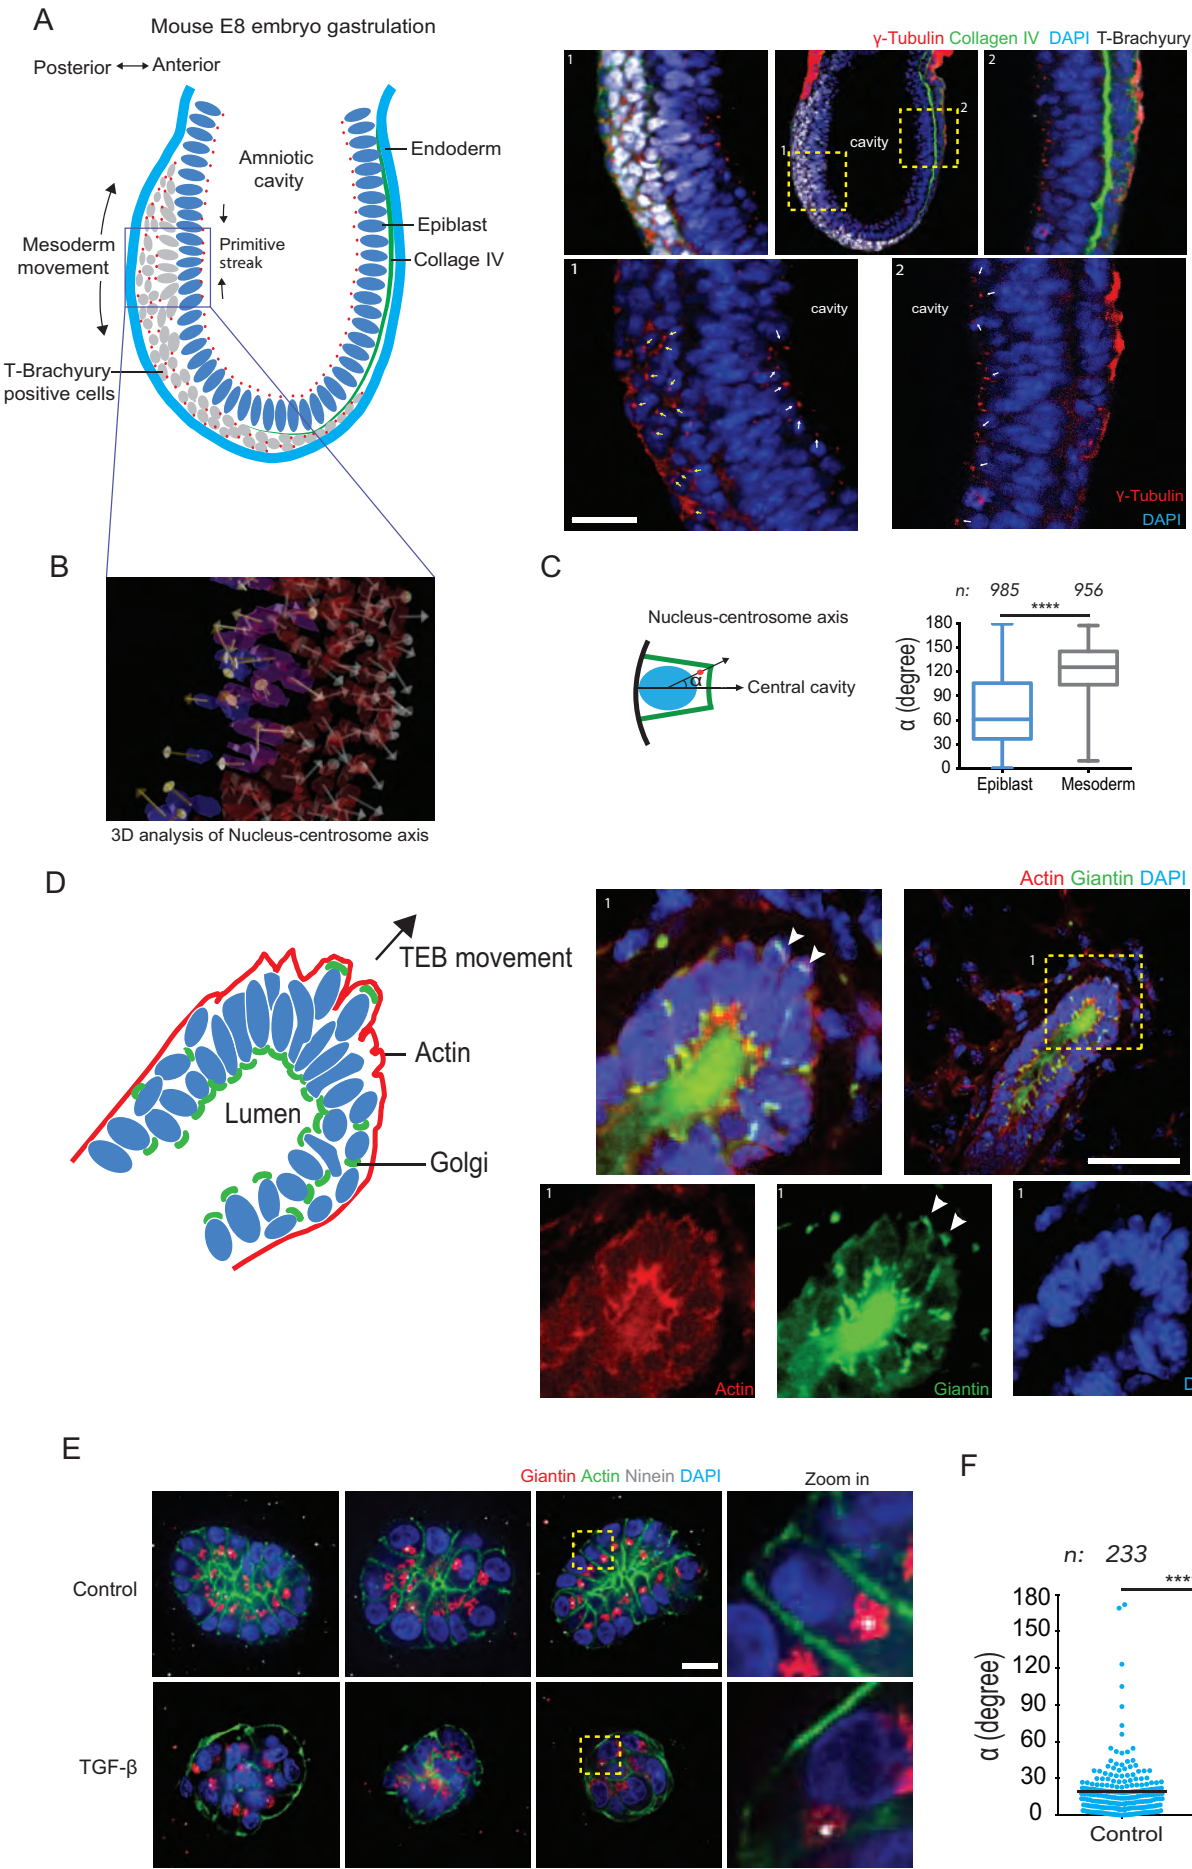 A
Mouse E8 embryo gastrulation
Posterior
Anterior
Amniotic
cavity
Endoderm
Epiblast
Collage IV
Mesoderm
movement
Primitive
streak
T-Brachyury
positive cells
γ-Tubulin Collagen IV DAPI T-Brachyury
1
cavity
1
2
2
1
cavity
2
cavity
γ-Tubulin
DAPI
B
3D analysis of Nucleus-centrosome axis
C
Nucleus-centrosome axis
α
Central cavity
n: 985 956
****
α (degree)
180
150
120
90
60
30
0
Epiblast Mesoderm
D
TEB movement
Actin
Lumen
Golgi
Actin Giantin DAPI
1
1
1
Actin
1
Giantin
1
D
E
Giantin Actin Ninein DAPI
Zoom in
Control
TGF-β
F
n: 233
****
α (degree)
180
150
120
90
60
30
0
Control